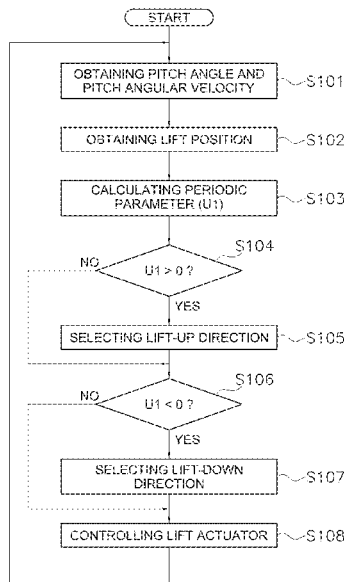 START
OBTAINING PITCH ANGLE AND
PITCH ANGULAR VELOCITY
S101
OBTAINING LIFT POSITION
S102
CALCULATING PERIODIC
PARAMETER (U1)
S103
S104
NO
U1 > 0 ?
YES
SELECTING LIFT-UP DIRECTION
S105
S106
NO
U1 < 0 ?
YES
SELECTING LIFT-DOWN
DIRECTION
S107
CONTROLLING LIFT ACTUATOR
S108